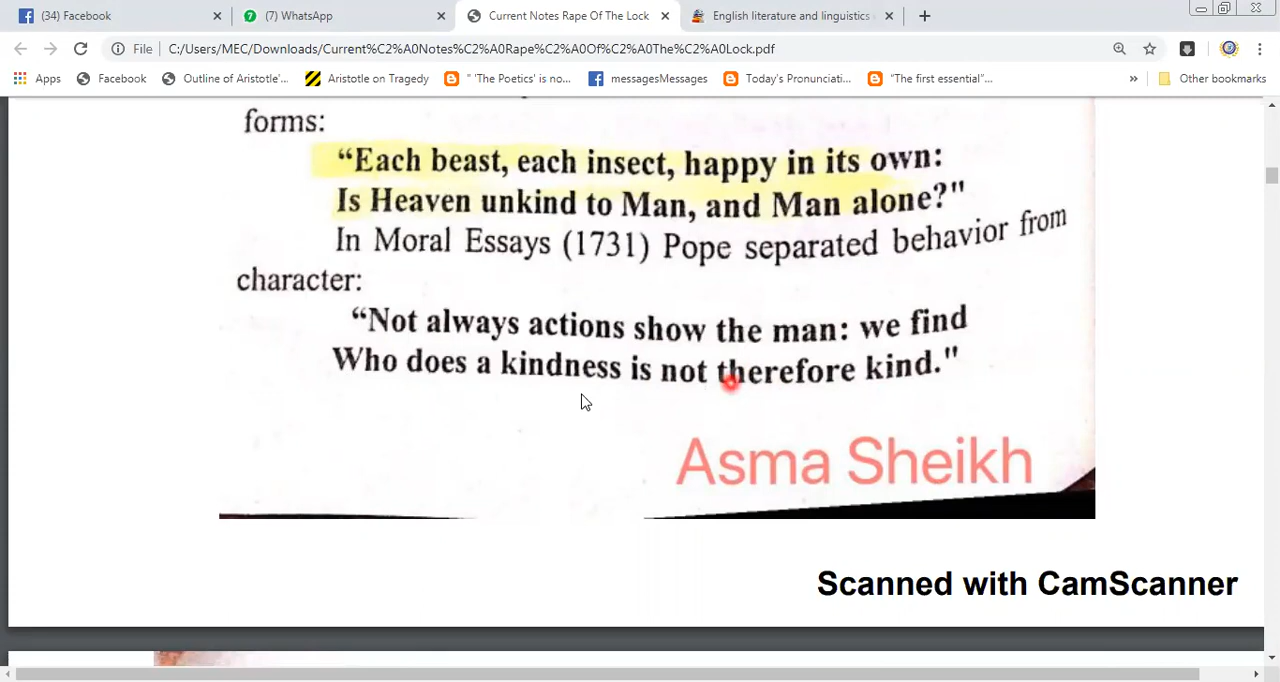 (34) Facebook
(7) WhatsApp
Current Notes Rape Of The Lock
English literature and linguistics
File
C:/Users/MEC/Downloads/Current%C2%A0Notes%C2%A0Rape%C2%A0Of%C2%A0The%C2%A0Lock.pdf
Apps
Facebook
Outline of Aristotle'...
Aristotle on Tragedy
" 'The Poetics' is no...
messagesMessages
Today's Pronunciati...
"The first essential"...
»
Other bookmarks
forms:
"Each beast, each insect, happy in its own:
Is Heaven unkind to Man, and Man alone?"
In Moral Essays (1731) Pope separated behavior from
character:
"Not always actions show the man: we find
Who does a kindness is not therefore kind."
Asma Sheikh
Scanned with CamScanner